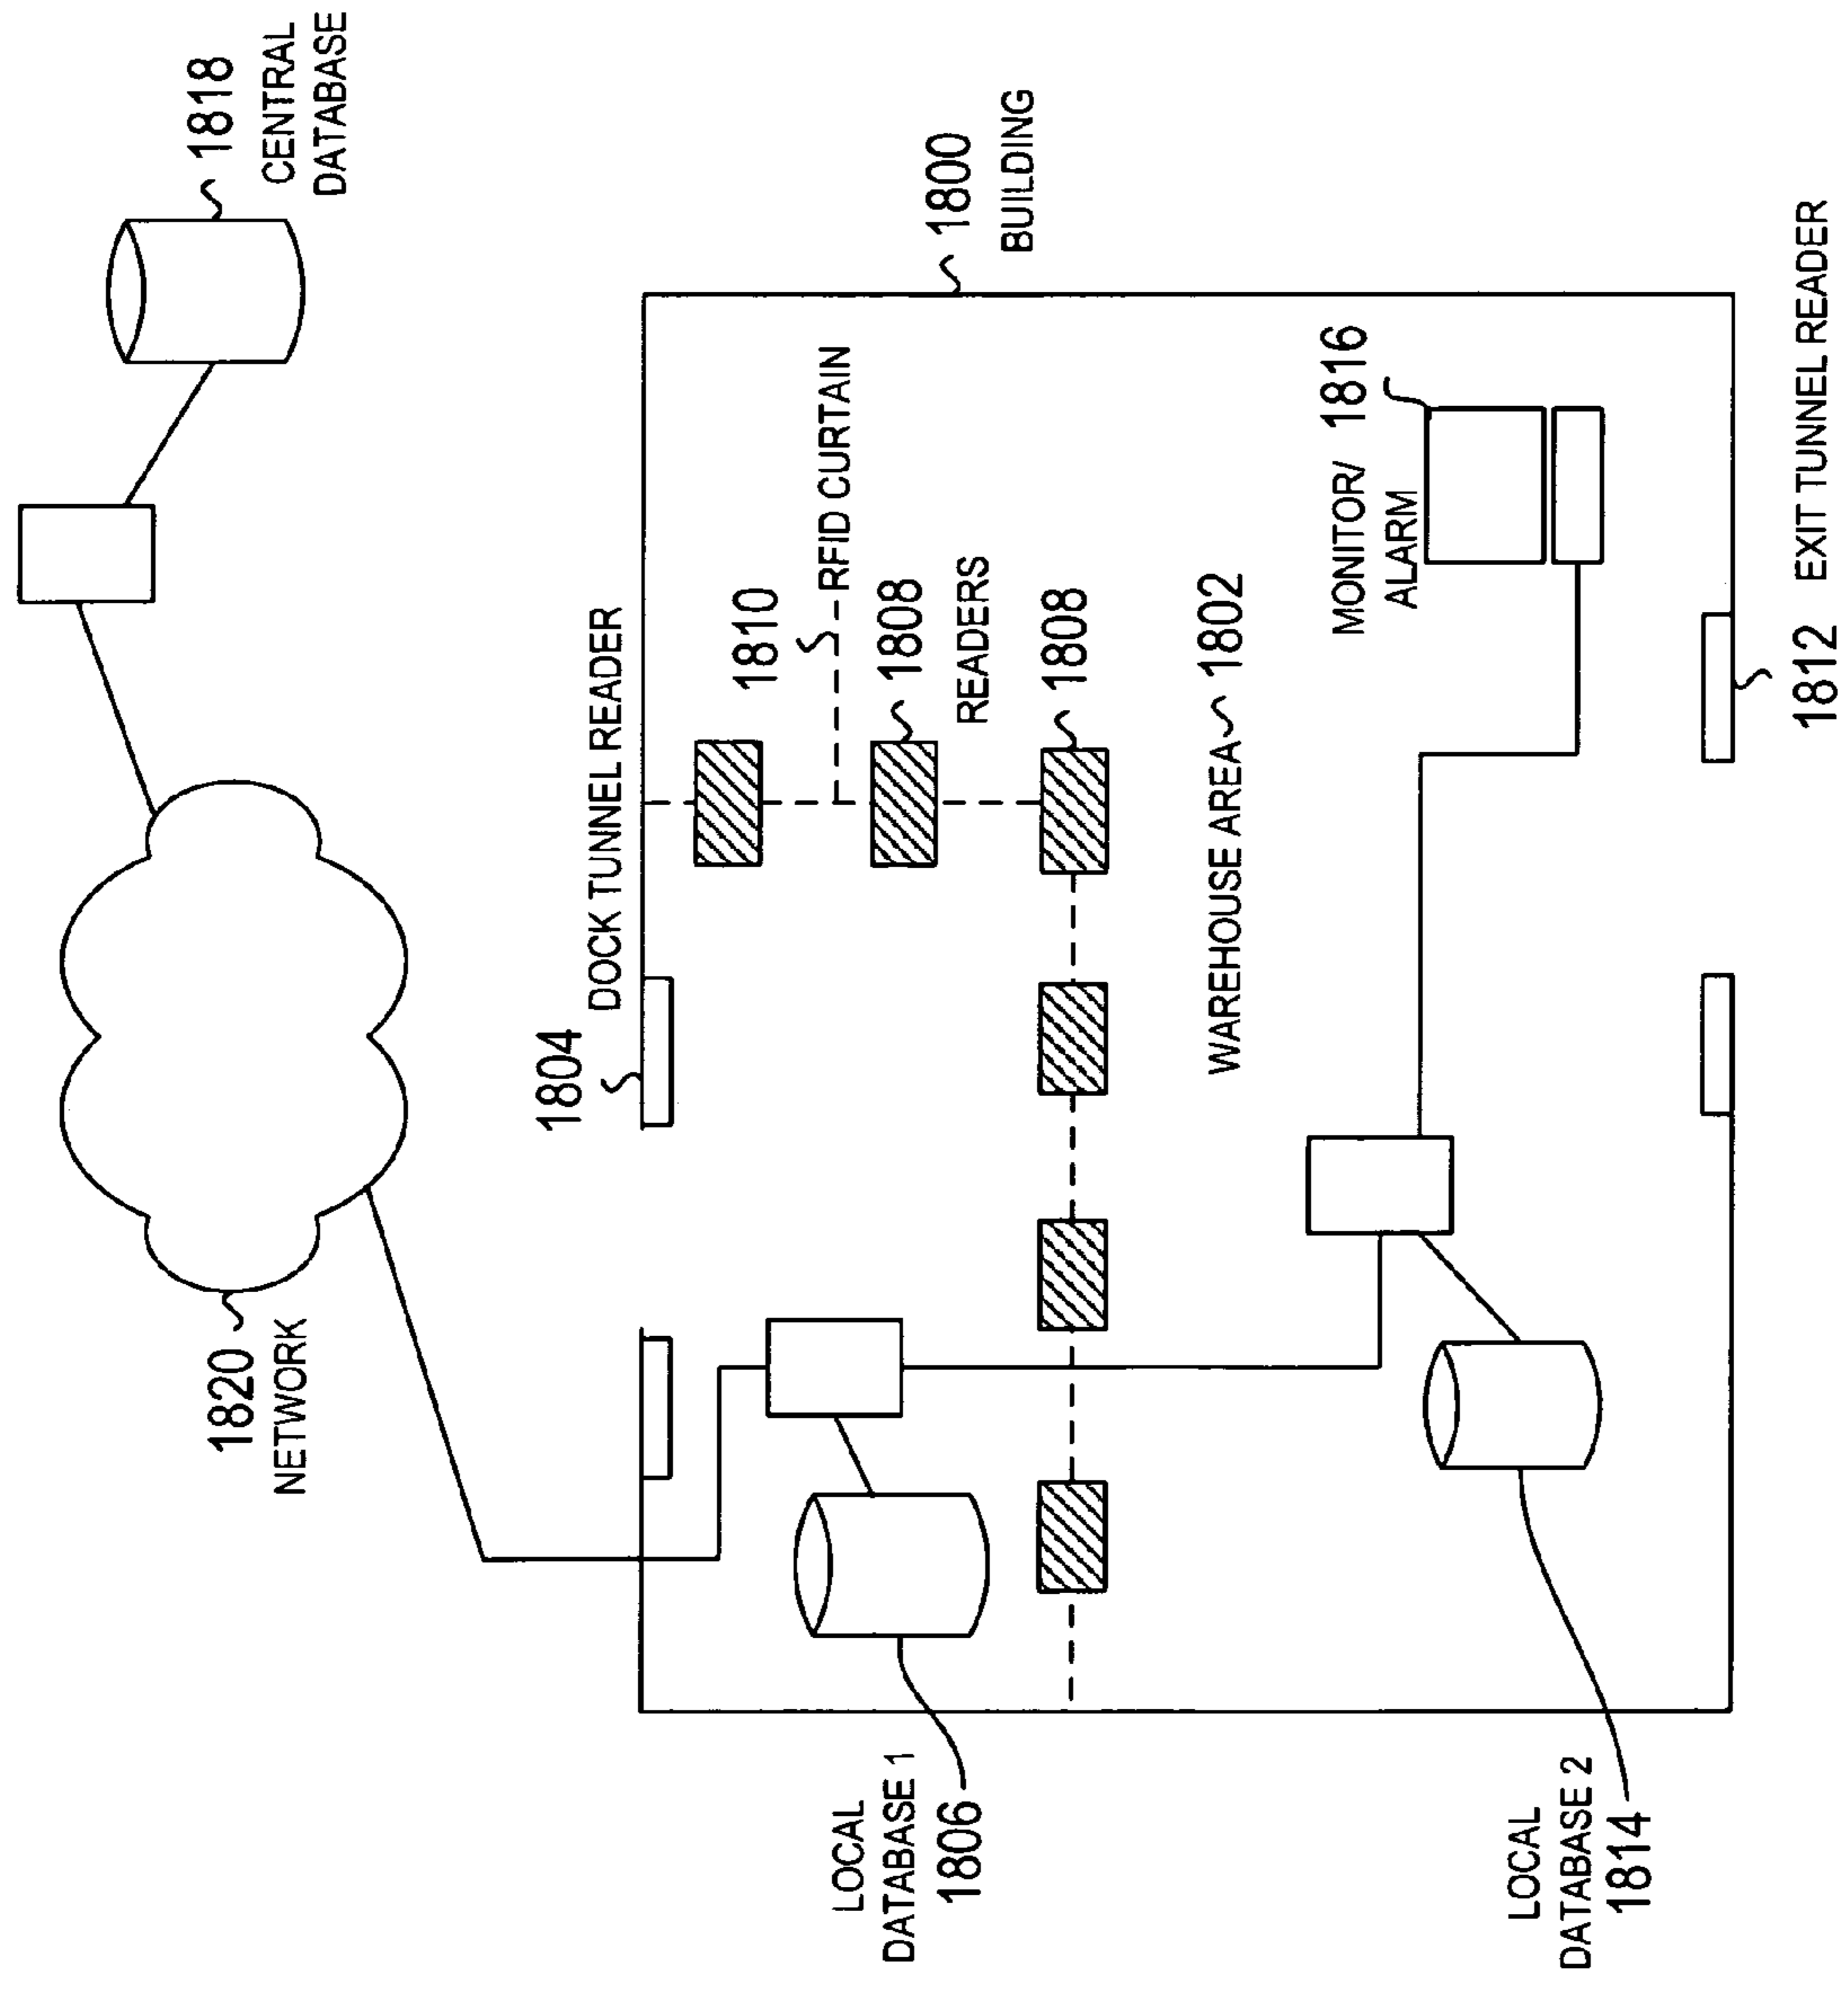 1818
CENTRAL
DATABASE
1820
NETWORK
1800
BUILDING
1804
DOCK TUNNEL READER
1810
RFID CURTAIN
1808
READERS
1808
WAREHOUSE AREA
1802
MONITOR/
ALARM
1816
LOCAL
DATABASE 1
1806
LOCAL
DATABASE 2
1814
1812
EXIT TUNNEL READER